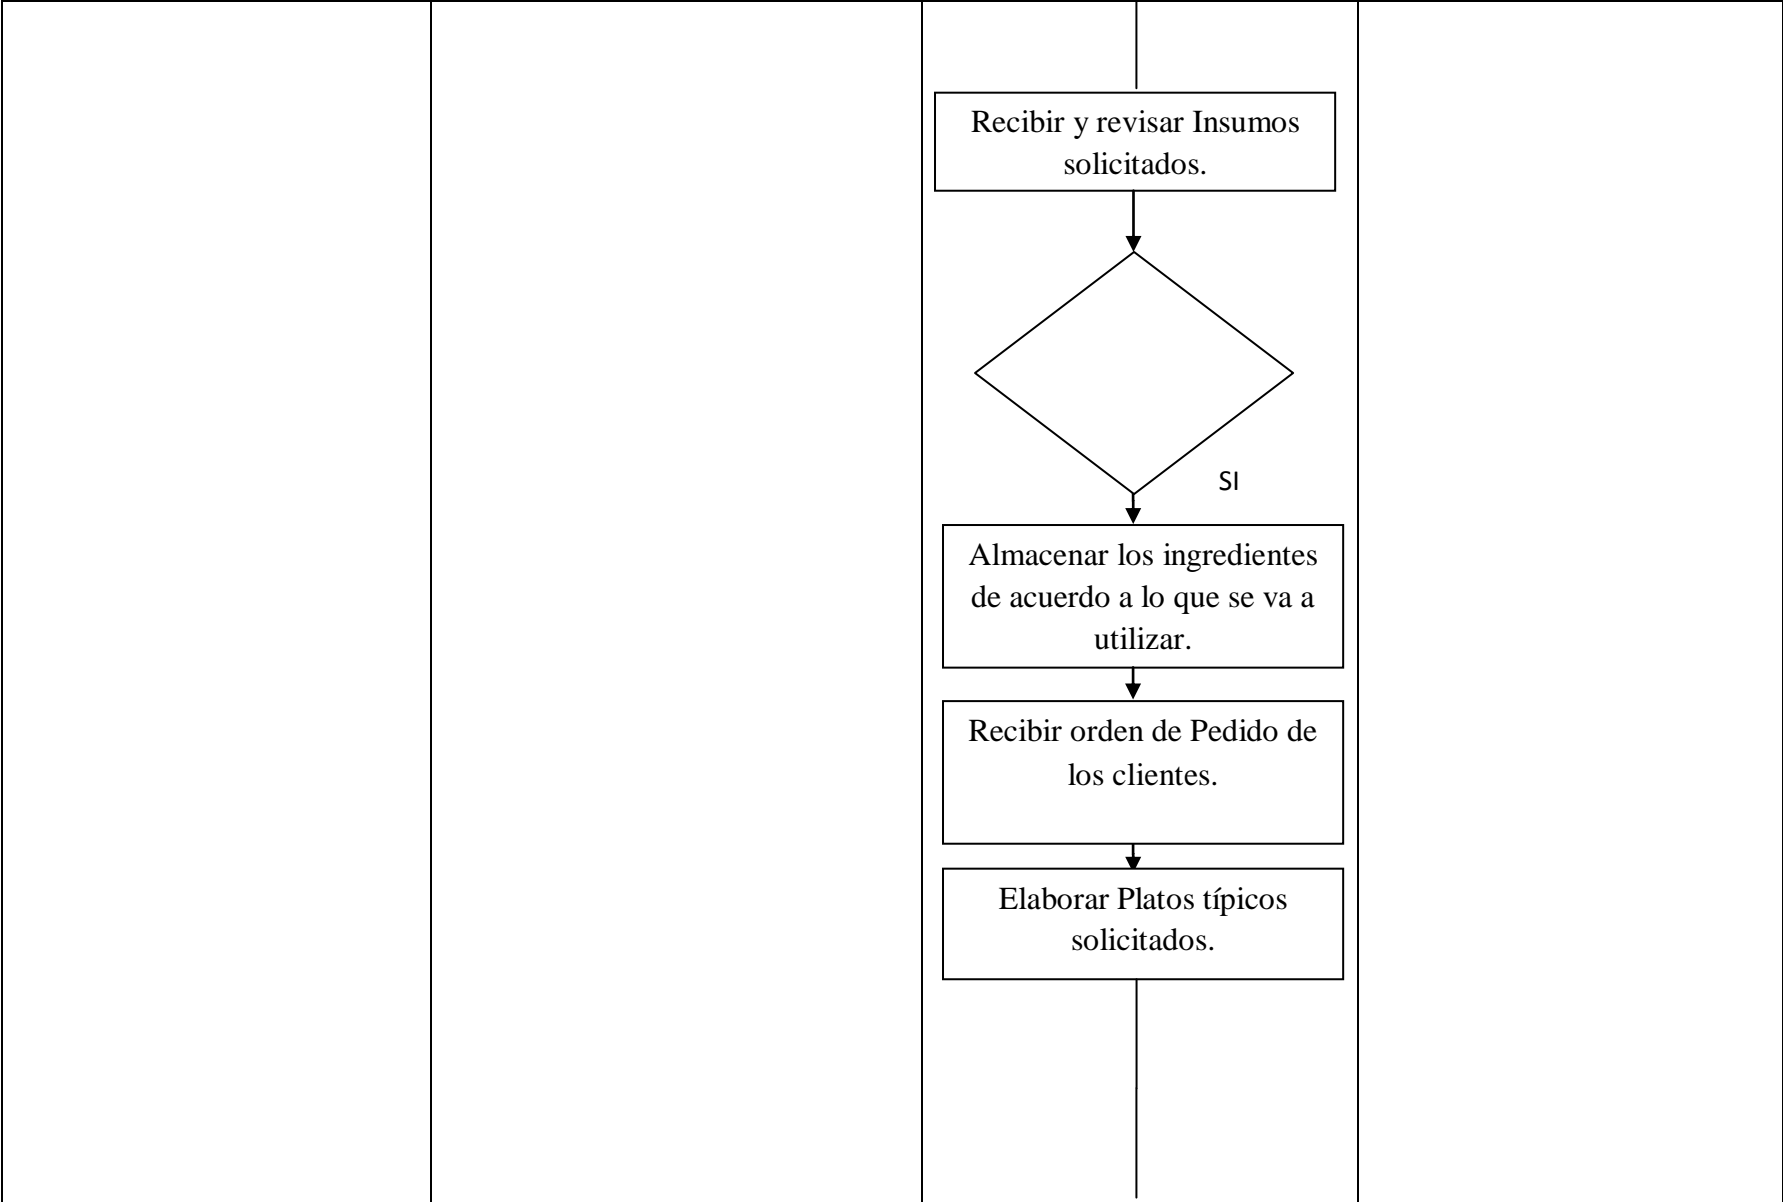 Recibir y revisar Insumos
solicitados.
SI
Almacenar los ingredientes
de acuerdo a lo que se va a
utilizar.
Recibir orden de Pedido de
los clientes.
Elaborar Platos típicos
solicitados.